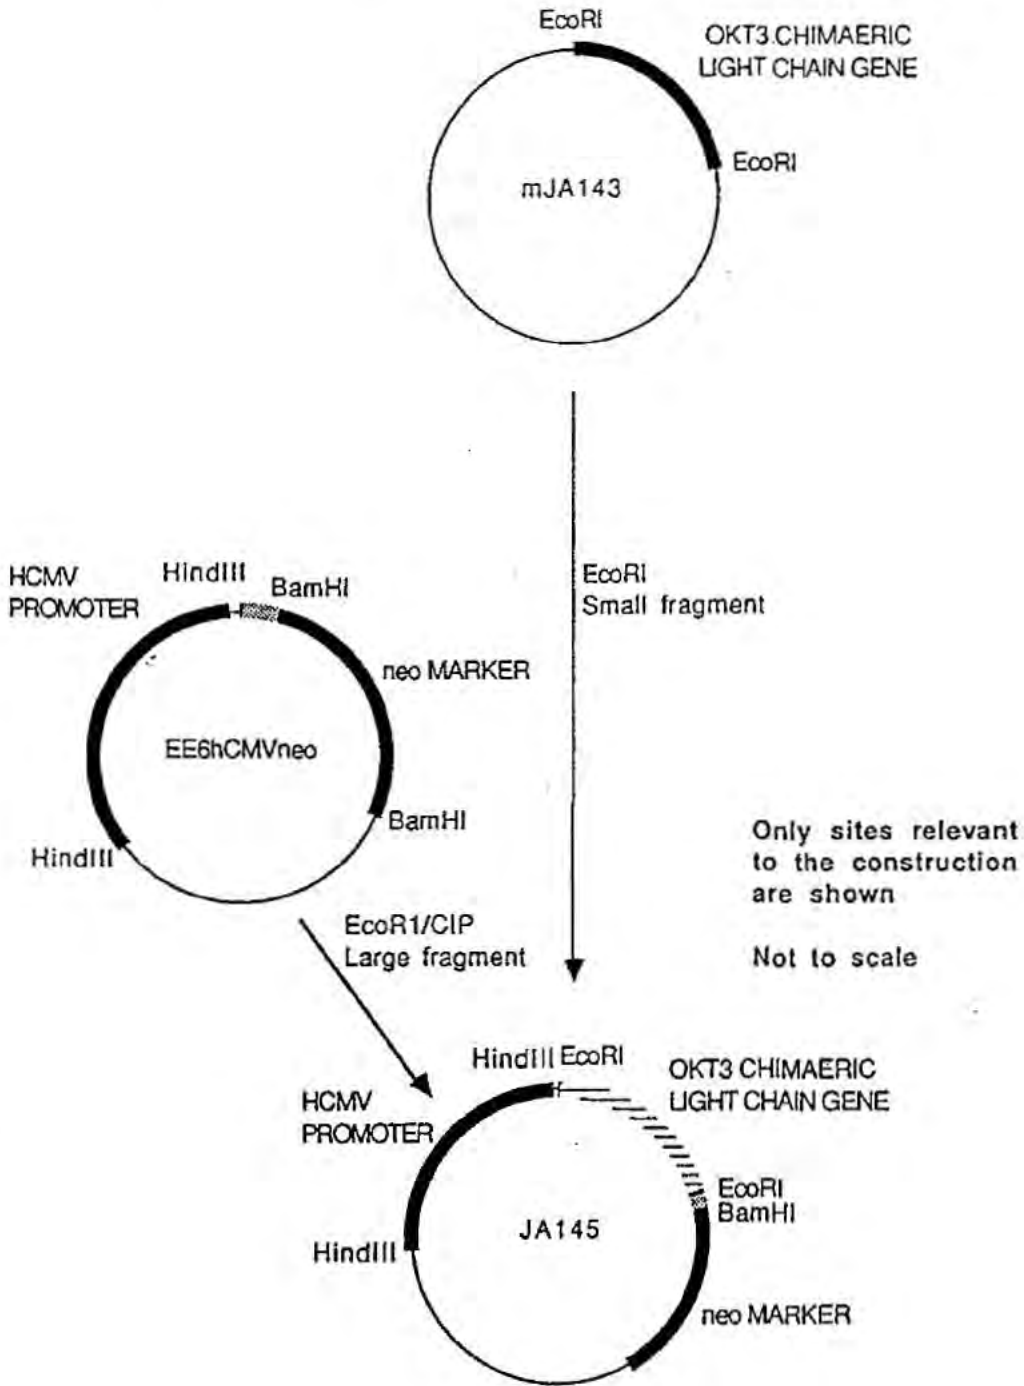 EcoRI
OKT3.CHIMAERIC
LIGHT CHAIN GENE
EcoRI
mJA143
EcoRI
Small fragment
HCMV
PROMOTER
HindIII
BamHI
neo MARKER
EE6hCMVneo
BamHI
HindIII
Only sites relevant
to the construction
are shown
Not to scale
EcoR1/CIP
Large fragment
HindIII EcoRI
OKT3 CHIMAERIC
LIGHT CHAIN GENE
HCMV
PROMOTER
EcoRI
BamHI
JA145
HindIII
neo MARKER